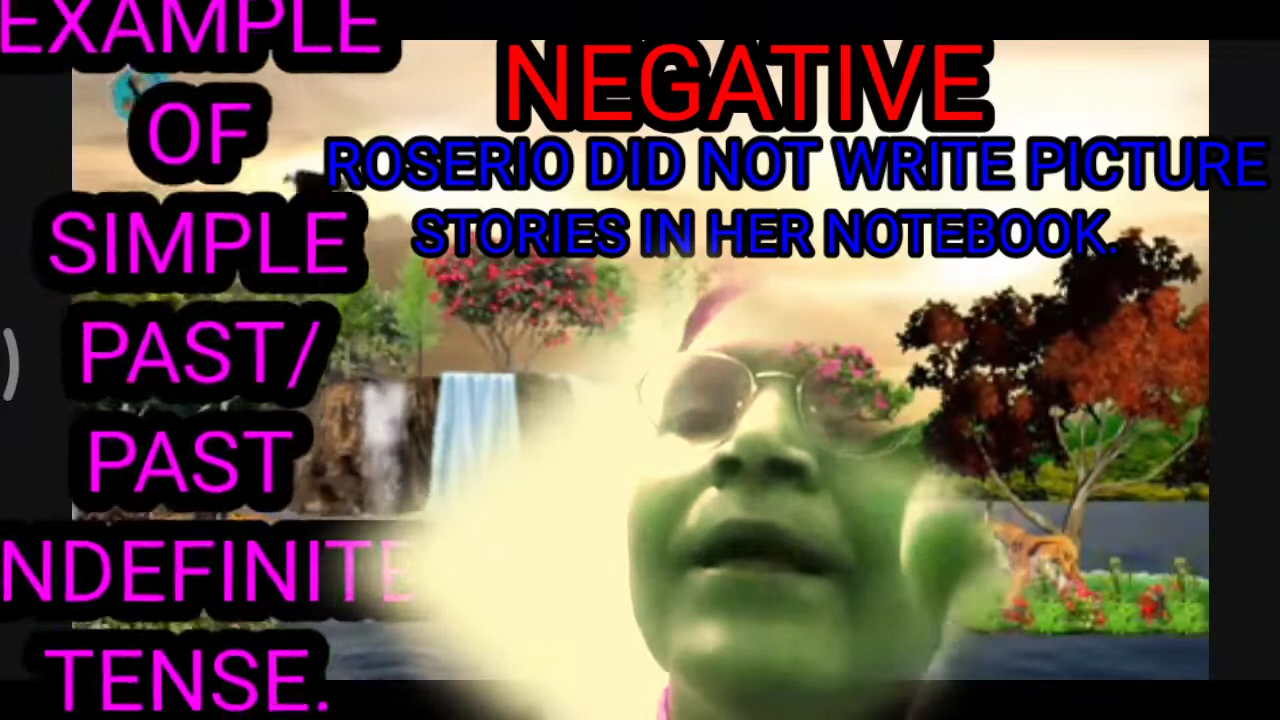 EXAMPLE
OF
SIMPLE
PAST/
PAST
NDEFINITE
TENSE.
NEGATIVE
ROSERIO DID NOT WRITE PICTURE
STORIES IN HER NOTEBOOK.